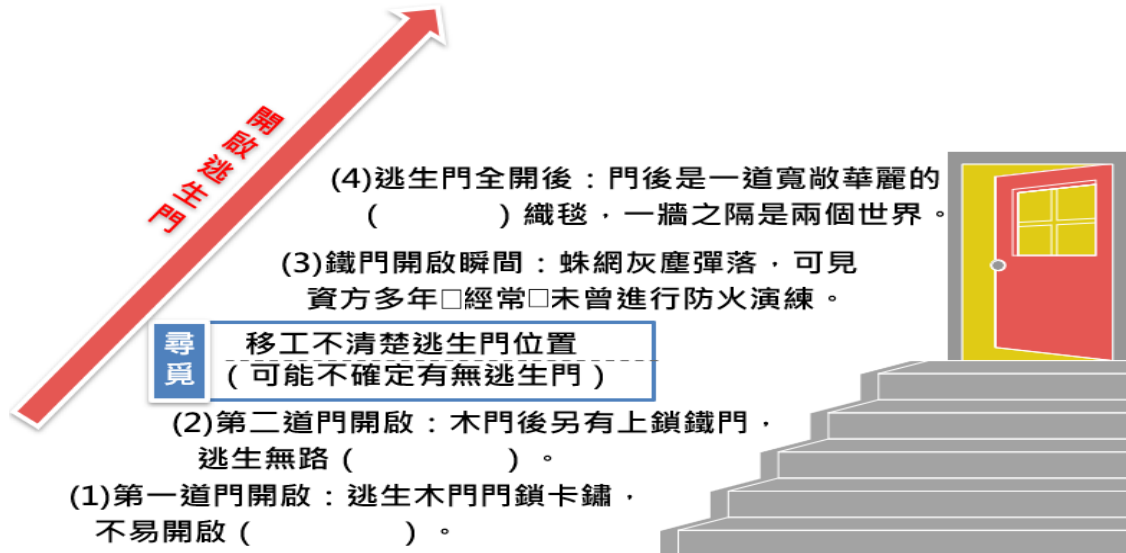 開啟逃生門
(4)逃生門全開後：門後是一道寬敞華麗的
(　　　　)織毯，一牆之隔是兩個世界。
(3)鐵門開啟瞬間：蛛網灰塵彈落，可見
資方多年□經常□未曾進行防火演練。
尋覓
移工不清楚逃生門位置
(可能不確定有無逃生門)
(2)第二道門開啟：木門後另有上鎖鐵門，
逃生無路(　　　　)。
(1)第一道門開啟：逃生木門門鎖卡鏽，
不易開啟(　　　　)。